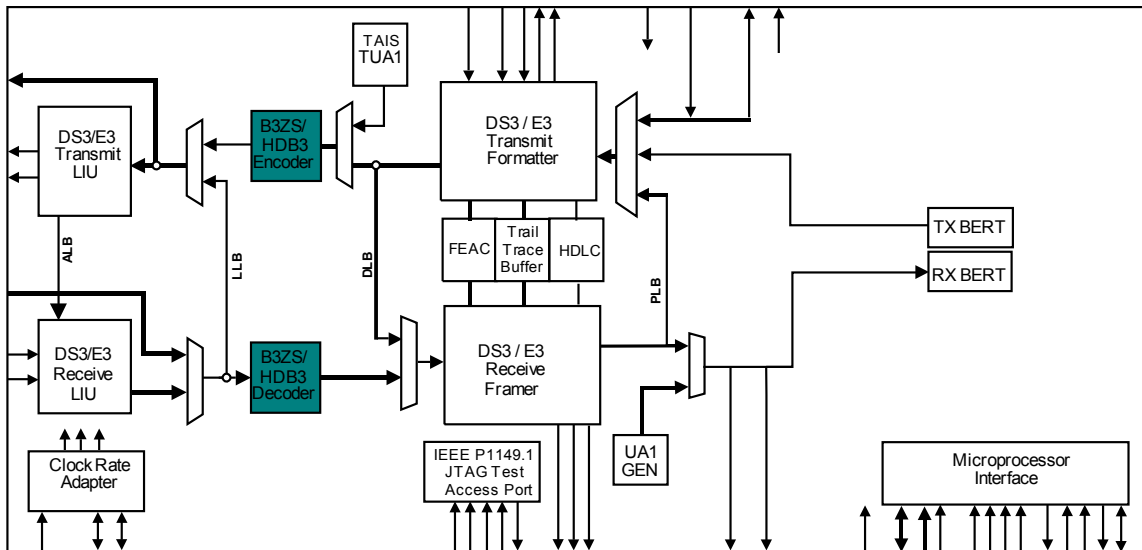 TAIS
TUA1
DS3/E3
Transmit
LIU
B3ZS/
HDB3
Encoder
DS3 / E3
Transmit
Formatter
FEAC
Trail
Trace
Buffer
HDLC
TX BERT
RX BERT
ALB
LLB
DLB
PLB
DS3/E3
Receive
LIU
B3ZS/
HDB3
Decoder
DS3 / E3
Receive
Framer
UA1
GEN
Clock Rate
Adapter
IEEE P1149.1
JTAG Test
Access Port
Microprocessor
Interface